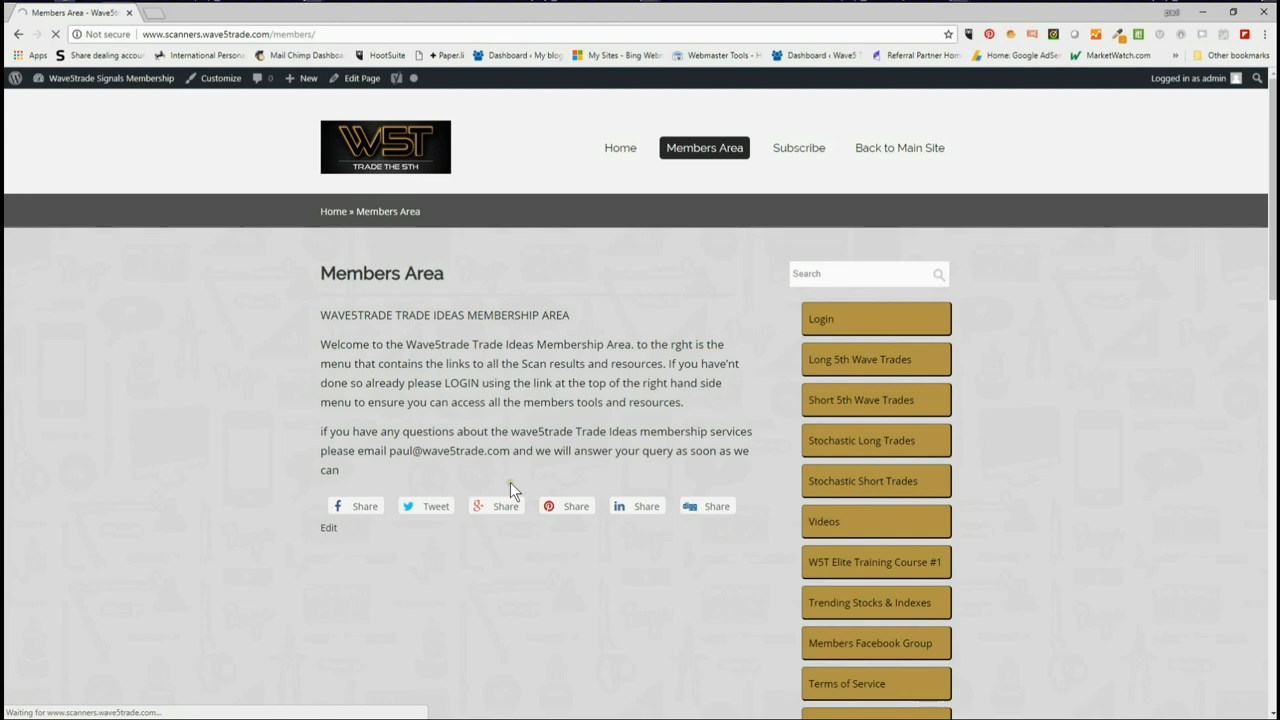 Members Area - Wave5t
paul
Not secure
www.scanners.wave5trade.com/members/
Apps
Share dealing accou
International Persona
Mail Chimp Dashboa
HootSuite
+ Paper.li
Dashboard ‹ My blog
My Sites - Bing Webr
Webmaster Tools - H
Dashboard ‹ Wave5 T
Referral Partner Hom
Home: Google AdSe
MarketWatch.com
»
Other bookmarks
Wave5trade Signals Membership
Customize
0
+ New
Edit Page
Logged in as admin
W5T
TRADE THE 5TH
Home
Members Area
Subscribe
Back to Main Site
Home » Members Area
Members Area
Search
WAVE5TRADE TRADE IDEAS MEMBERSHIP AREA
Welcome to the Wave5trade Trade Ideas Membership Area. to the rght is the
menu that contains the links to all the Scan results and resources. If you have'nt
done so already please LOGIN using the link at the top of the right hand side
menu to ensure you can access all the members tools and resources.
if you have any questions about the wave5trade Trade Ideas membership services
please email paul@wave5trade.com and we will answer your query as soon as we
can
Share
Tweet
Share
Share
Share
Share
Edit
Login
Long 5th Wave Trades
Short 5th Wave Trades
Stochastic Long Trades
Stochastic Short Trades
Videos
W5T Elite Training Course #1
Trending Stocks & Indexes
Members Facebook Group
Terms of Service
Waiting for www.scanners.wave5trade.com...